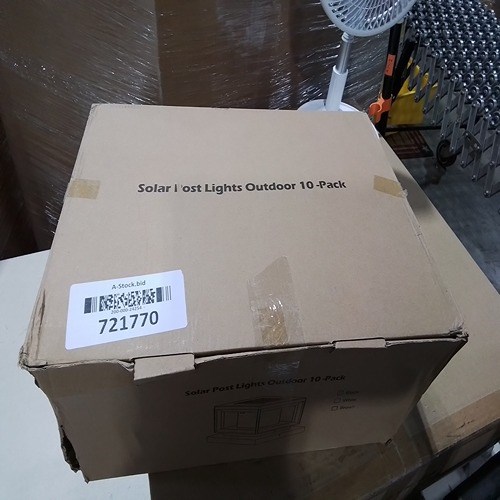 Solar Post Lights Outdoor 10-Pack
A-Stock.bid
721770
Solar Post Lights Outdoor 10-Pack